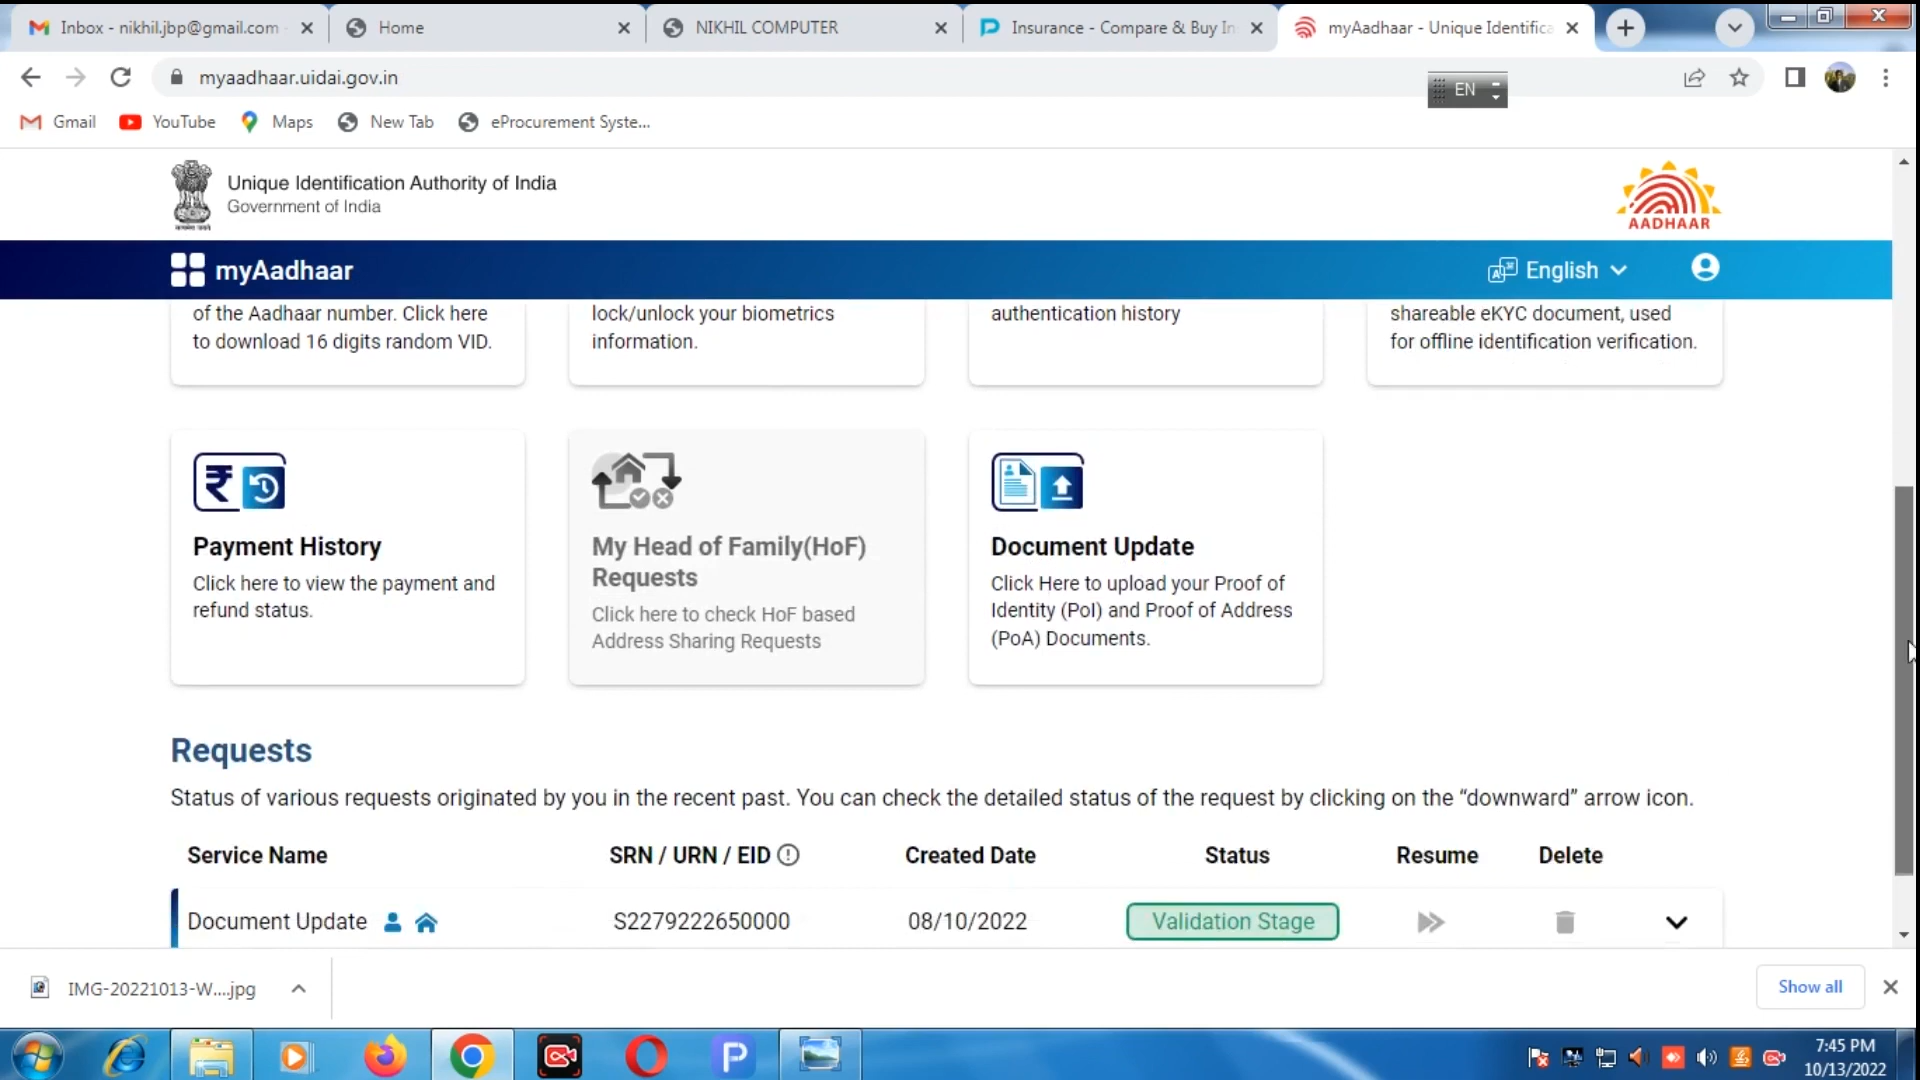 Inbox - nikhil.jbp@gmail.com
Home
NIKHIL COMPUTER
Insurance - Compare & Buy In
myAadhaar - Unique Identifica
myaadhaar.uidai.gov.in
EN
Gmail
YouTube
Maps
New Tab
eProcurement Syste...
Unique Identification Authority of India
Government of India
AADHAAR
myAadhaar
English
of the Aadhaar number. Click here
to download 16 digits random VID.
lock/unlock your biometrics
information.
authentication history
shareable eKYC document, used
for offline identification verification.
Payment History
Click here to view the payment and
refund status.
My Head of Family(HoF)
Requests
Click here to check HoF based
Address Sharing Requests
Document Update
Click Here to upload your Proof of
Identity (PoI) and Proof of Address
(PoA) Documents.
Requests
Status of various requests originated by you in the recent past. You can check the detailed status of the request by clicking on the “downward” arrow icon.
Service Name SRN / URN / EID Created Date Status Resume Delete
Document Update S2279222650000 08/10/2022 Validation Stage
IMG-20221013-W....jpg
Show all
7:45 PM
10/13/2022